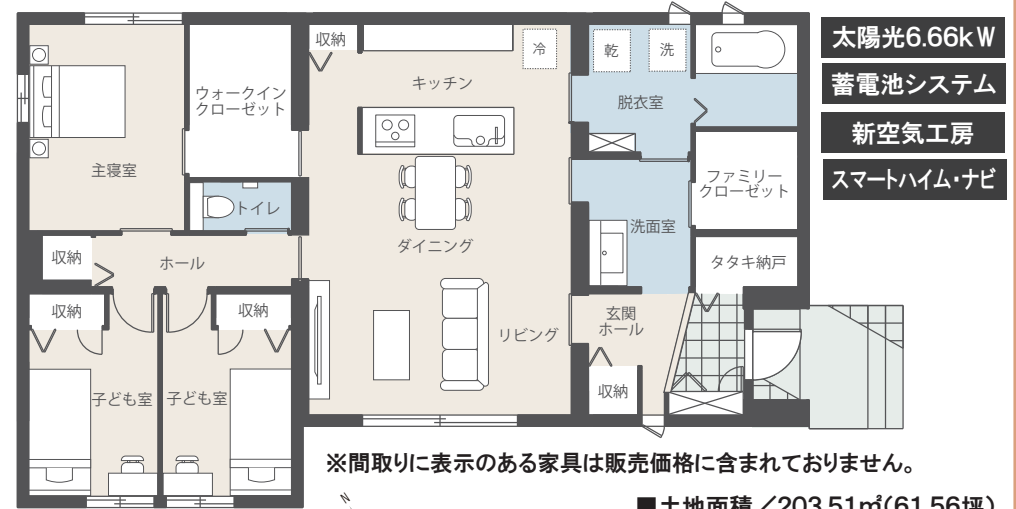 収納
冷
乾
洗
太陽光6.66kW
キッチン
蓄電池システム
ウォークイン
クローゼット
脱衣室
新空気工房
主寝室
ファミリー
クローゼット
スマートハイム・ナビ
トイレ
洗面室
ダイニング
収納
ホール
タタキ納戸
収納
収納
玄関
ホール
リビング
子ども室
子ども室
収納
※間取りに表示のある家具は販売価格に含まれておりません。
N
■土地面積／203.51㎡(61.56坪)